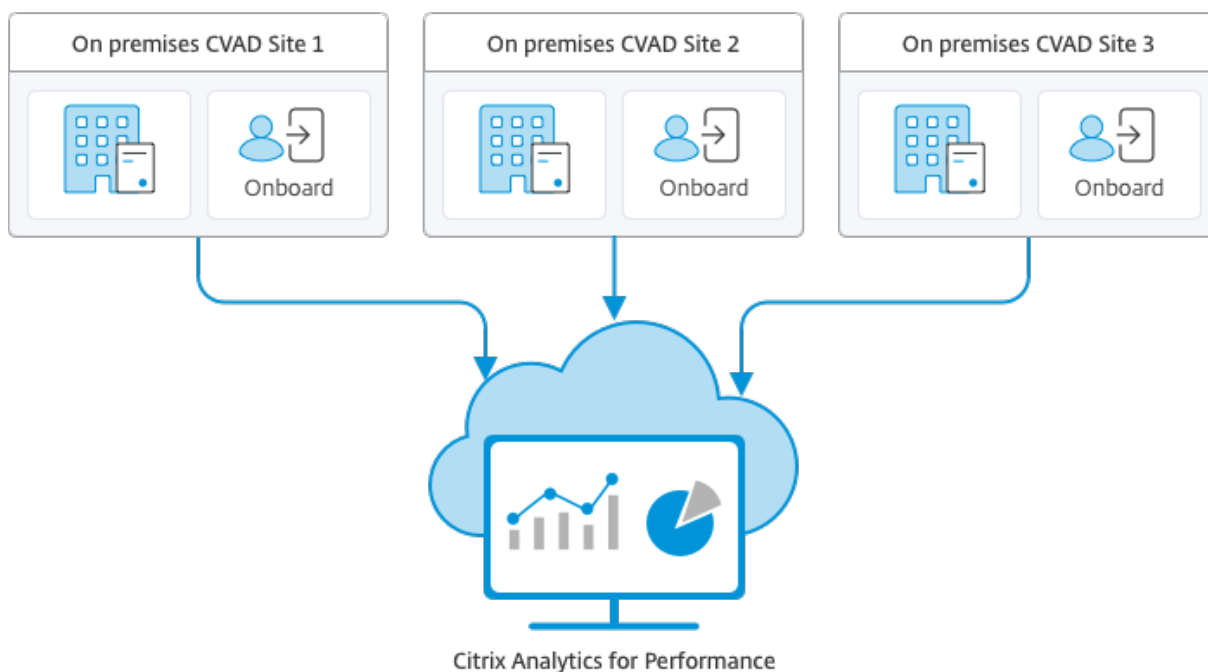 On premises CVAD Site 1
On premises CVAD Site 2
On premises CVAD Site 3
Onboard
Onboard
Onboard
Citrix Analytics for Performance